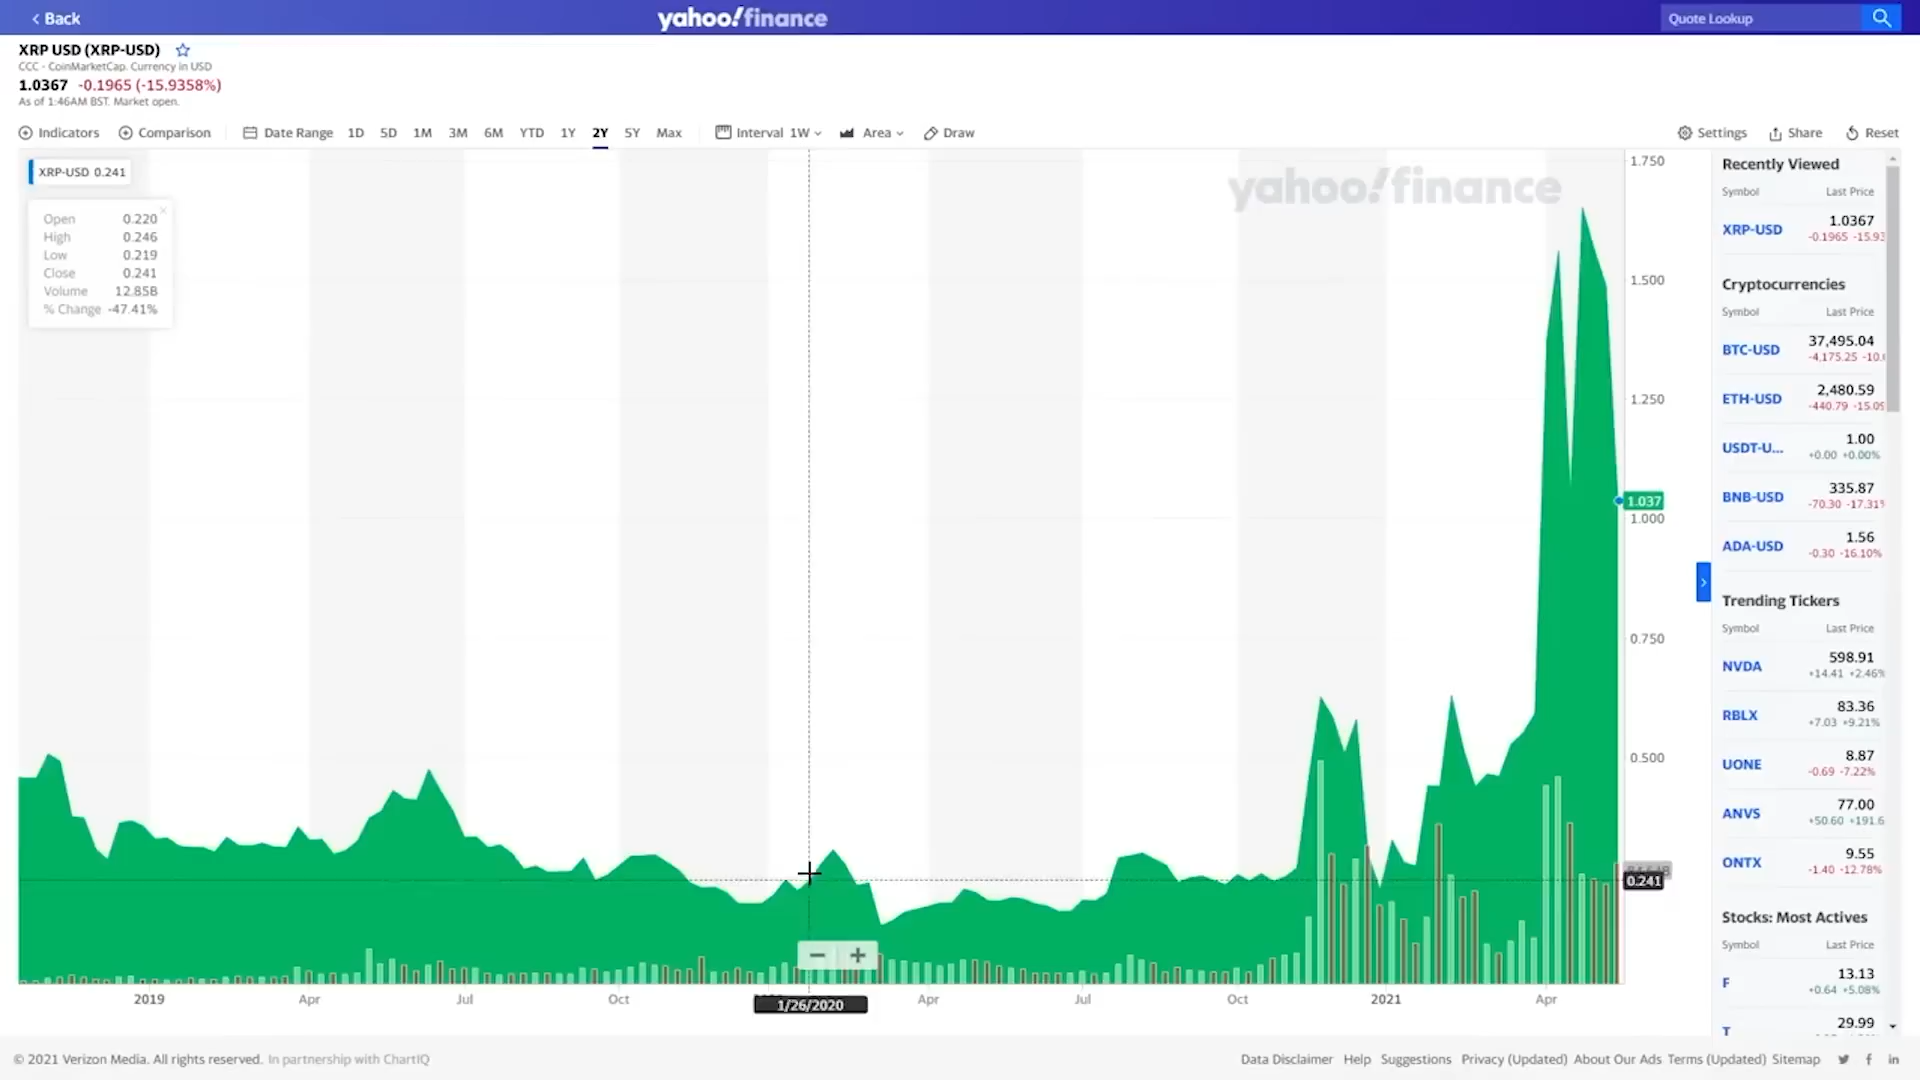 Back
yahoo!finance
Quote Lookup
XRP USD (XRP-USD)
CCC - CoinMarketCap. Currency in USD
1.0367 -0.1965 (-15.9358%)
As of 1:46AM BST. Market open.
Indicators Comparison Date Range 1D 5D 1M 3M 6M YTD 1Y 2Y 5Y Max Interval 1W Area Draw Settings Share Reset
XRP-USD 0.241
Open 0.220
High 0.246
Low 0.219
Close 0.241
Volume 12.85B
% Change -47.41%
yahoo!finance
1.750
1.500
1.250
1.037
1.000
0.750
0.500
0.241
− +
2019 Apr Jul Oct 1/26/2020 Apr Jul Oct 2021 Apr
Recently Viewed
Symbol Last Price
XRP-USD 1.0367
-0.1965 -15.93
Cryptocurrencies
Symbol Last Price
BTC-USD 37,495.04
-4,175.25 -10.
ETH-USD 2,480.59
-440.79 -15.09
USDT-U... 1.00
+0.00 +0.00%
BNB-USD 335.87
-70.30 -17.31%
ADA-USD 1.56
-0.30 -16.10%
Trending Tickers
Symbol Last Price
NVDA 598.91
+14.41 +2.46%
RBLX 83.36
+7.03 +9.21%
UONE 8.87
-0.69 -7.22%
ANVS 77.00
+50.60 +191.6
ONTX 9.55
-1.40 -12.78%
Stocks: Most Actives
Symbol Last Price
F 13.13
+0.64 +5.08%
T 29.99
© 2021 Verizon Media. All rights reserved. In partnership with ChartIQ
Data Disclaimer Help Suggestions Privacy (Updated) About Our Ads Terms (Updated) Sitemap